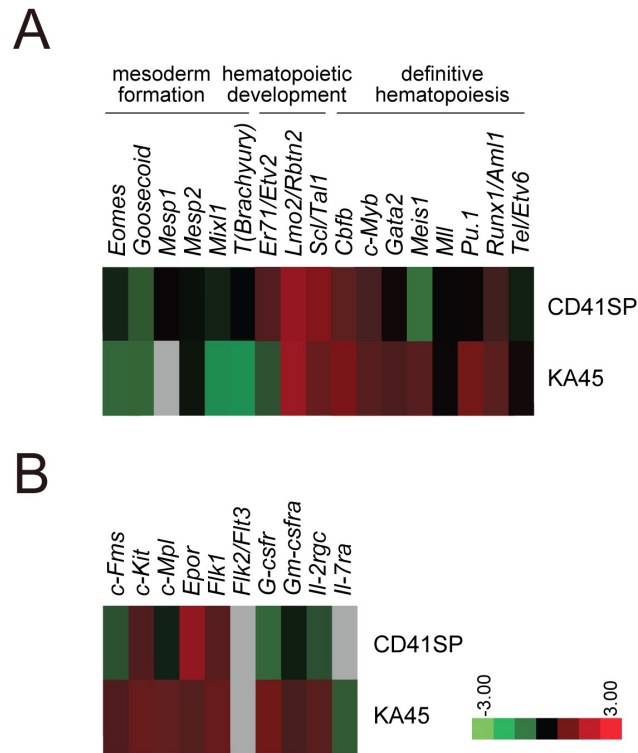 A
mesoderm formation
hematopoietic development
definitive hematopoiesis
Eomes
Goosecoid
Mesp1
Mesp2
Mixl1
T(Brachyury)
Er71/Etv2
Lmo2/Rbtn2
Scl/Tal1
Cbfb
c-Myb
Gata2
Meis1
Mll
Pu.1
Runx1/Aml1
Tel/Etv6
CD41SP
KA45
B
c-Fms
c-Kit
c-Mpl
Epor
Flk1
Flk2/Flt3
G-csfr
Gm-csfra
Il-2rgc
Il-7ra
CD41SP
KA45
-3.00
3.00